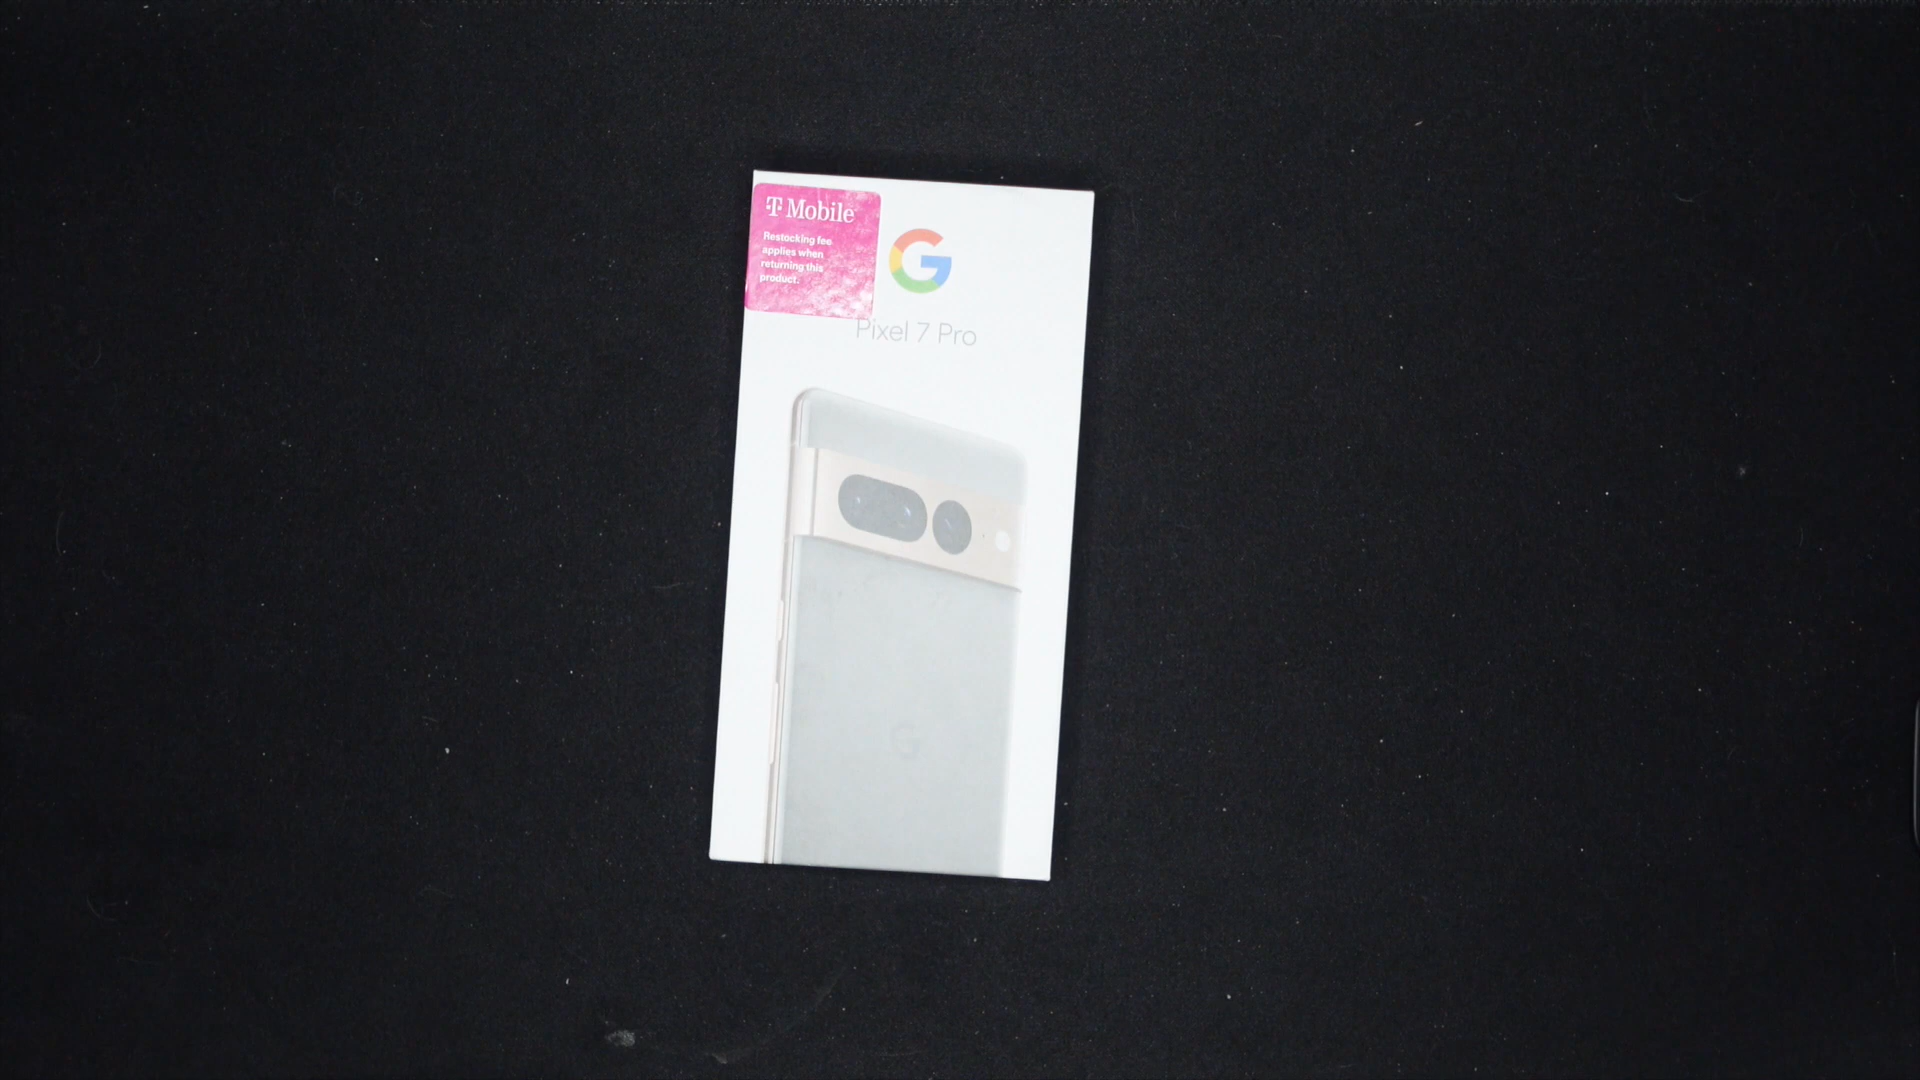 T Mobile
Restocking fee
applies when
returning this
product.
G
Pixel 7 Pro
G